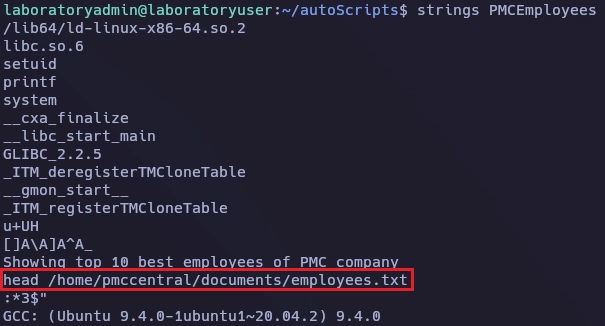 laboratoryadmin@laboratoryuser:~/autoScripts$ strings PMCEmployees
/lib64/ld-linux-x86-64.so.2
libc.so.6
setuid
printf
system
__cxa_finalize
__libc_start_main
GLIBC_2.2.5
_ITM_deregisterTMCloneTable
__gmon_start__
_ITM_registerTMCloneTable
u+UH
[]A\A]A^A_
Showing top 10 best employees of PMC company
head /home/pmccentral/documents/employees.txt
:*3$"
GCC: (Ubuntu 9.4.0-1ubuntu1~20.04.2) 9.4.0